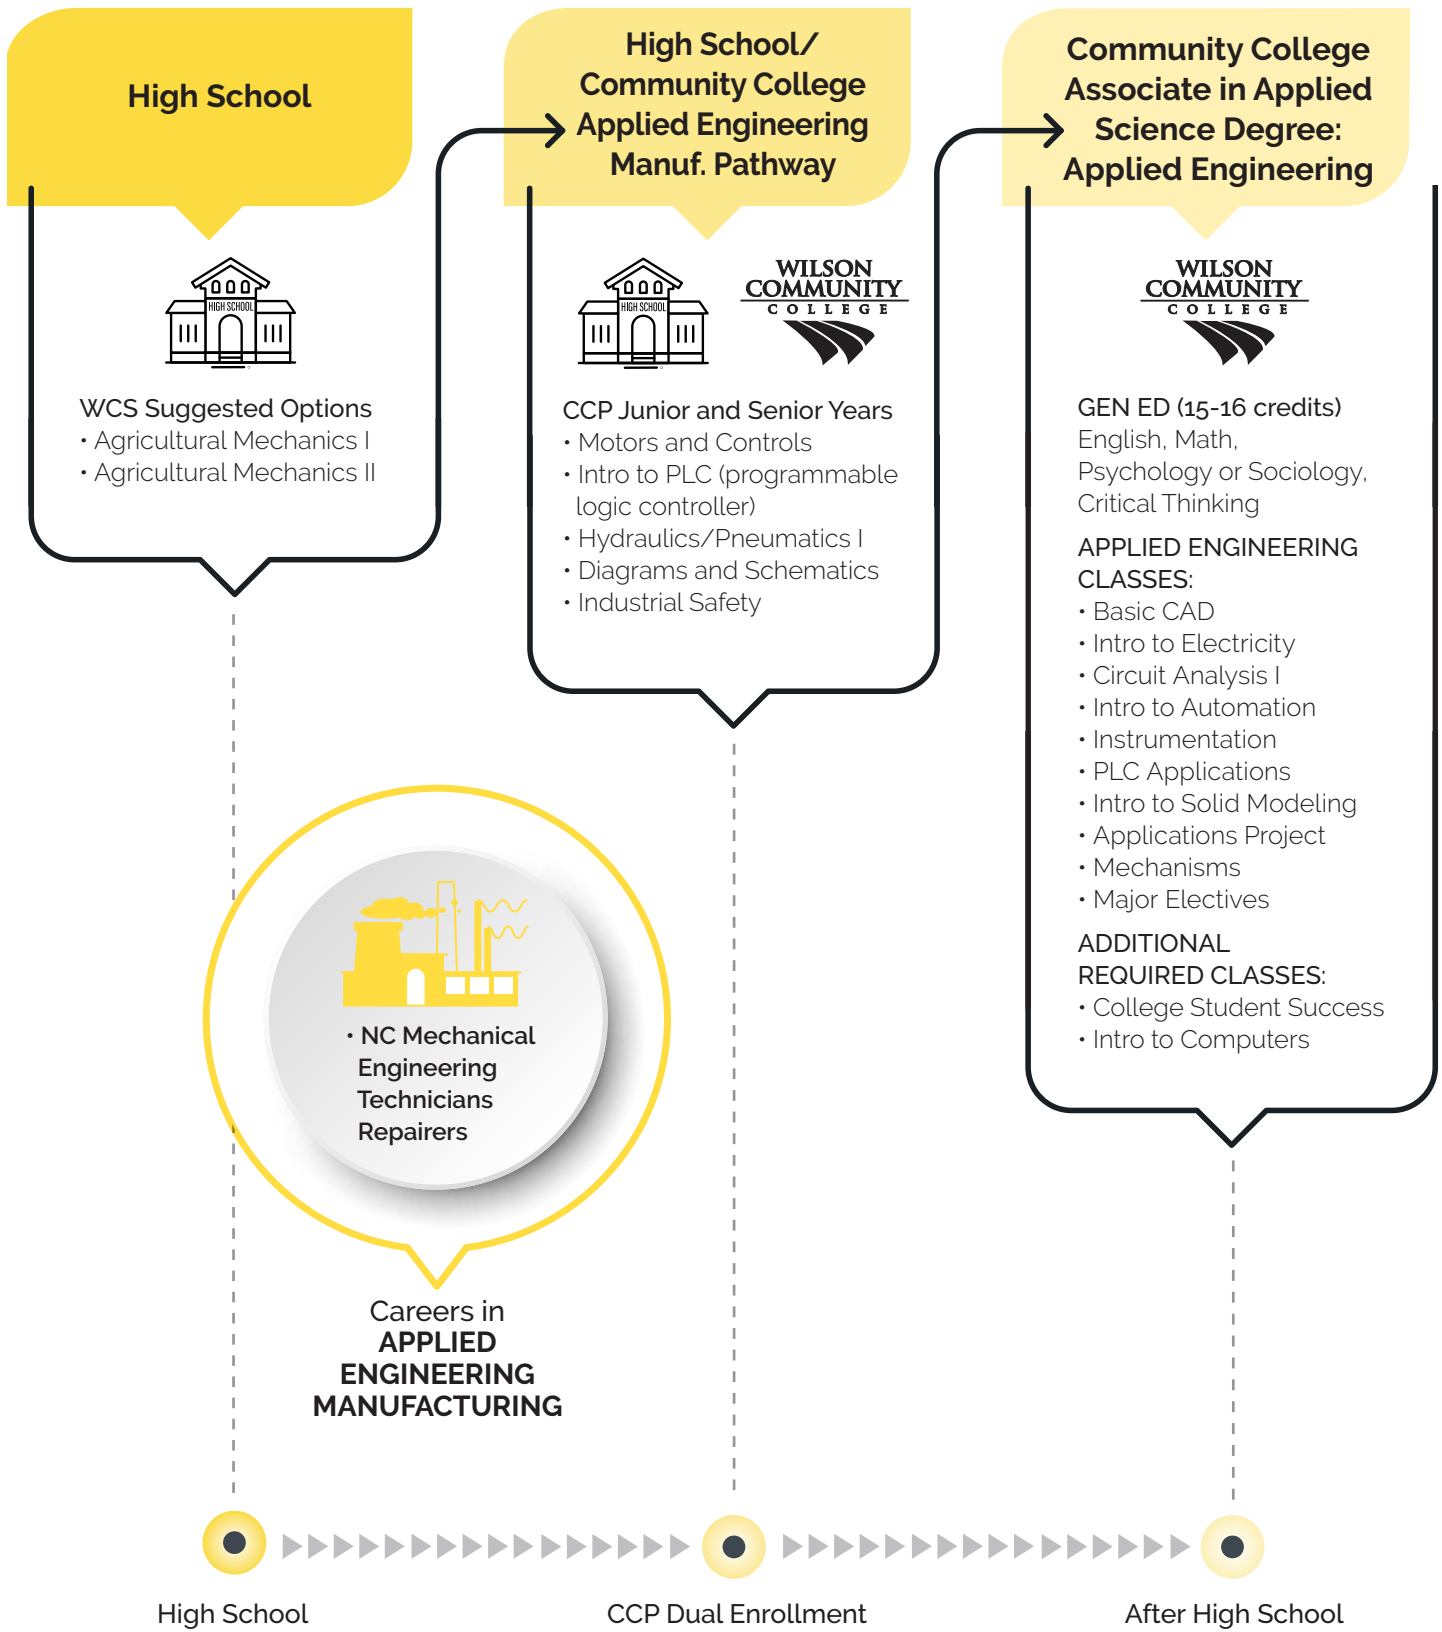 High School
HIGH SCHOOL
WCS Suggested Options
• Agricultural Mechanics I
• Agricultural Mechanics II
High School/
Community College
Applied Engineering
Manuf. Pathway
HIGH SCHOOL
WILSON
COMMUNITY
COLLEGE
CCP Junior and Senior Years
• Motors and Controls
• Intro to PLC (programmable
logic controller)
• Hydraulics/Pneumatics I
• Diagrams and Schematics
• Industrial Safety
Community College
Associate in Applied
Science Degree:
Applied Engineering
WILSON
COMMUNITY
COLLEGE
GEN ED (15-16 credits)
English, Math,
Psychology or Sociology,
Critical Thinking
APPLIED ENGINEERING
CLASSES:
• Basic CAD
• Intro to Electricity
• Circuit Analysis I
• Intro to Automation
• Instrumentation
• PLC Applications
• Intro to Solid Modeling
• Applications Project
• Mechanisms
• Major Electives
ADDITIONAL
REQUIRED CLASSES:
• College Student Success
• Intro to Computers
• NC Mechanical
Engineering
Technicians
Repairers
Careers in
APPLIED
ENGINEERING
MANUFACTURING
High School
CCP Dual Enrollment
After High School